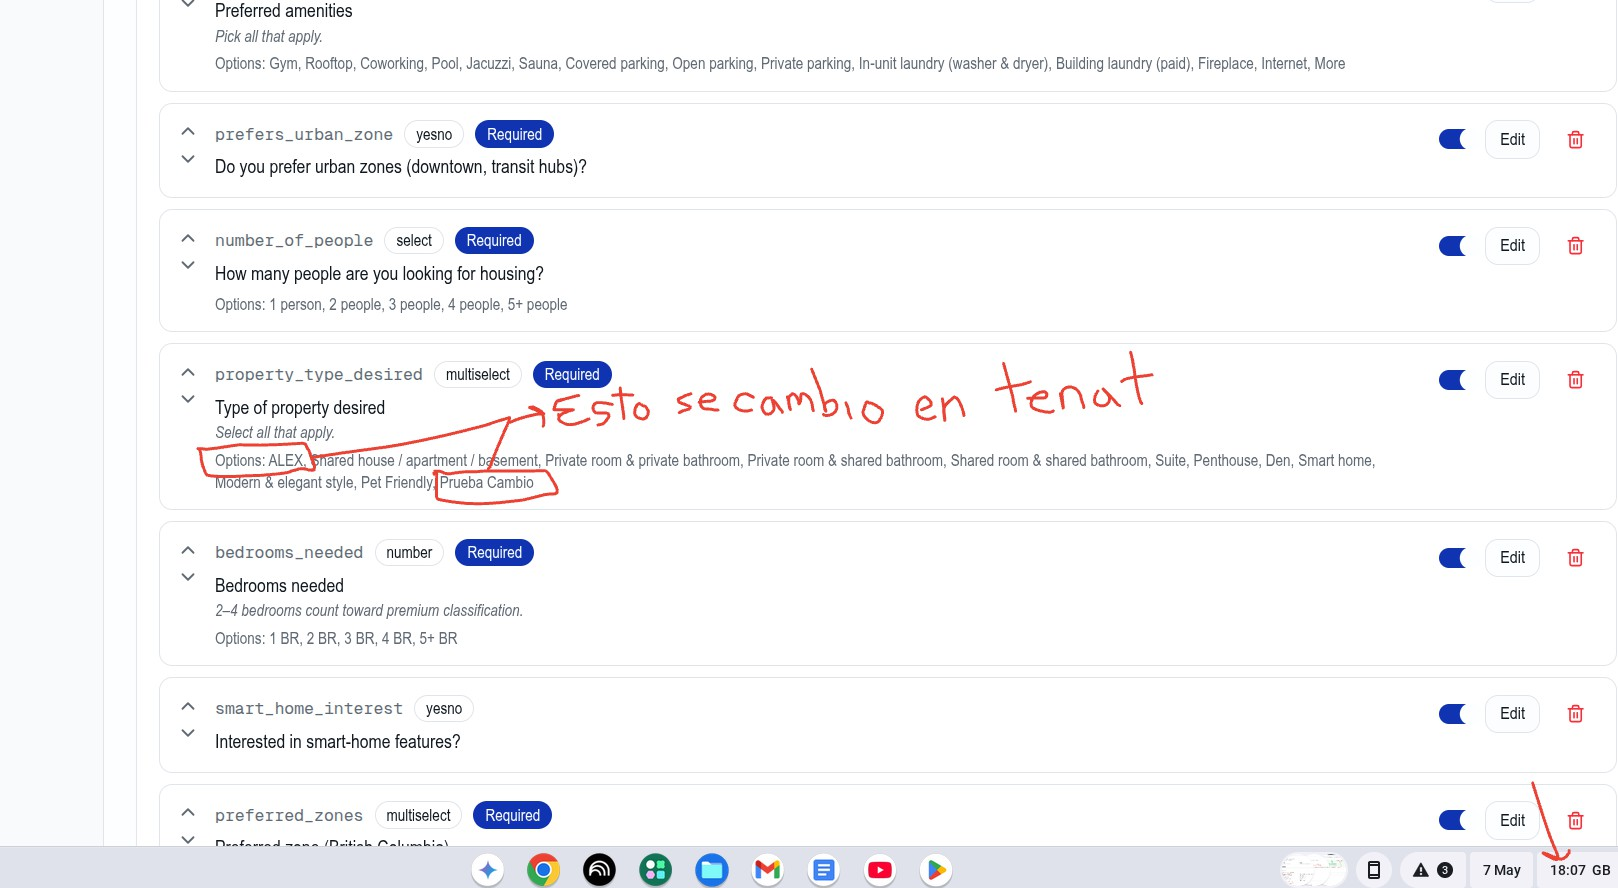 Preferred amenities
Pick all that apply.
Options: Gym, Rooftop, Coworking, Pool, Jacuzzi, Sauna, Covered parking, Open parking, Private parking, In-unit laundry (washer & dryer), Building laundry (paid), Fireplace, Internet, More
prefers_urban_zone yesno Required Edit
Do you prefer urban zones (downtown, transit hubs)?
number_of_people select Required Edit
How many people are you looking for housing?
Options: 1 person, 2 people, 3 people, 4 people, 5+ people
property_type_desired multiselect Required Edit
Esto se cambio en tenat
Type of property desired
Select all that apply.
Options: ALEX, Shared house / apartment / basement, Private room & private bathroom, Private room & shared bathroom, Shared room & shared bathroom, Suite, Penthouse, Den, Smart home,
Modern & elegant style, Pet Friendly, Prueba Cambio
bedrooms_needed number Required Edit
Bedrooms needed
2–4 bedrooms count toward premium classification.
Options: 1 BR, 2 BR, 3 BR, 4 BR, 5+ BR
smart_home_interest yesno Edit
Interested in smart-home features?
preferred_zones multiselect Required Edit
Preferred zone (British Columbia)
3 7 May 18:07 GB